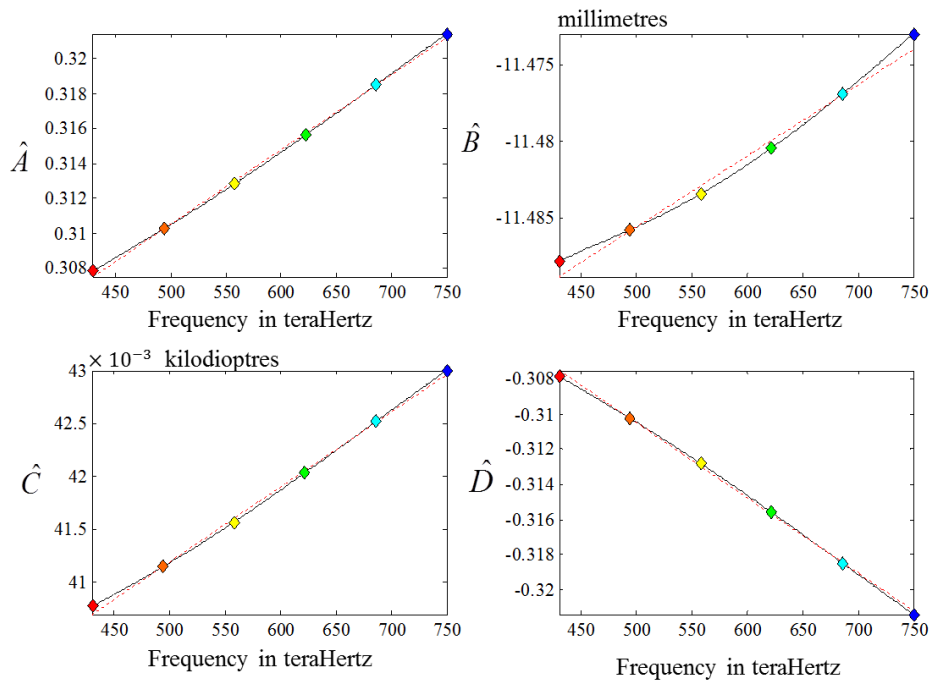 0.32
0.318
0.316
0.314
0.312
0.31
0.308
Â
450 500 550 600 650 700 750
Frequency in teraHertz
millimetres
-11.475
-11.48
-11.485
B̂
450 500 550 600 650 700 750
Frequency in teraHertz
× 10⁻³ kilodioptres
43
42.5
42
41.5
41
Ĉ
450 500 550 600 650 700 750
Frequency in teraHertz
-0.308
-0.31
-0.312
-0.314
-0.316
-0.318
-0.32
D̂
450 500 550 600 650 700 750
Frequency in teraHertz